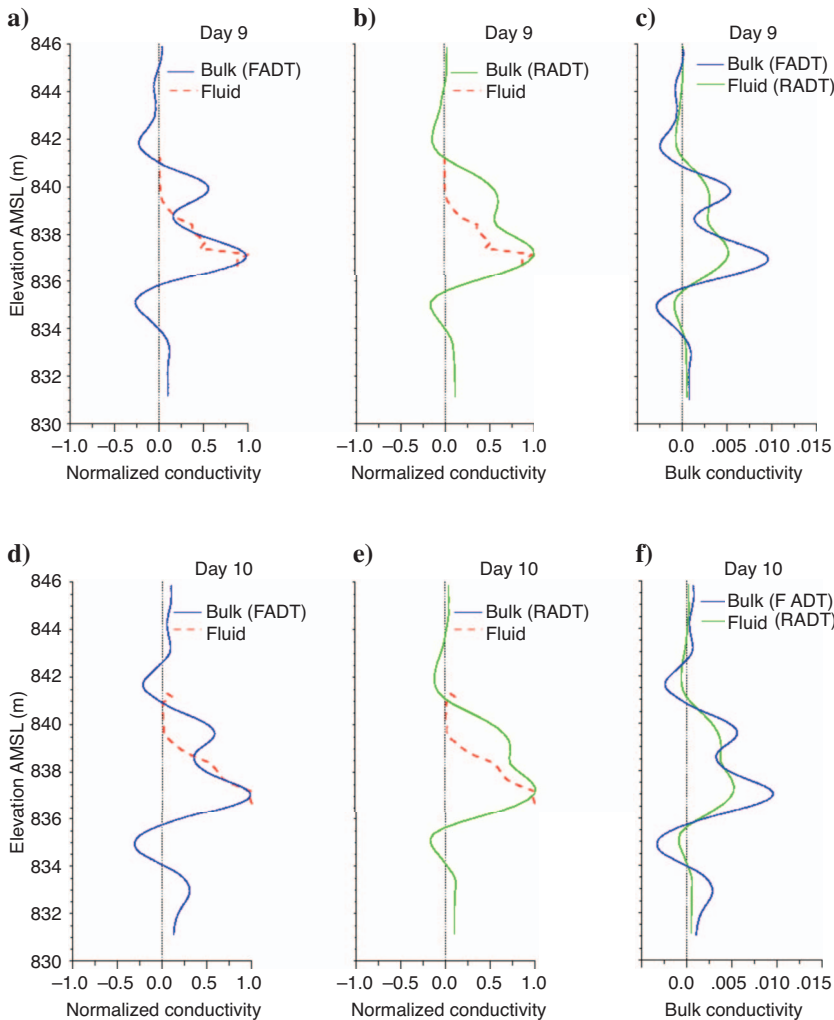 a)
Day 9
846
844
842
840
838
836
834
832
830
Elevation AMSL (m)
Bulk (FADT)
Fluid
–1.0 –0.5 0.0 0.5 1.0
Normalized conductivity
b)
Day 9
Bulk (RADT)
Fluid
–1.0 –0.5 0.0 0.5 1.0
Normalized conductivity
c)
Day 9
Bulk (FADT)
Fluid (RADT)
0.0 .005 .010 .015
Bulk conductivity
d)
Day 10
846
844
842
840
838
836
834
832
830
Elevation AMSL (m)
Bulk (FADT)
Fluid
–1.0 –0.5 0.0 0.5 1.0
Normalized conductivity
e)
Day 10
Bulk (RADT)
Fluid
–1.0 –0.5 0.0 0.5 1.0
Normalized conductivity
f)
Day 10
Bulk (F ADT)
Fluid (RADT)
0.0 .005 .010 .015
Bulk conductivity